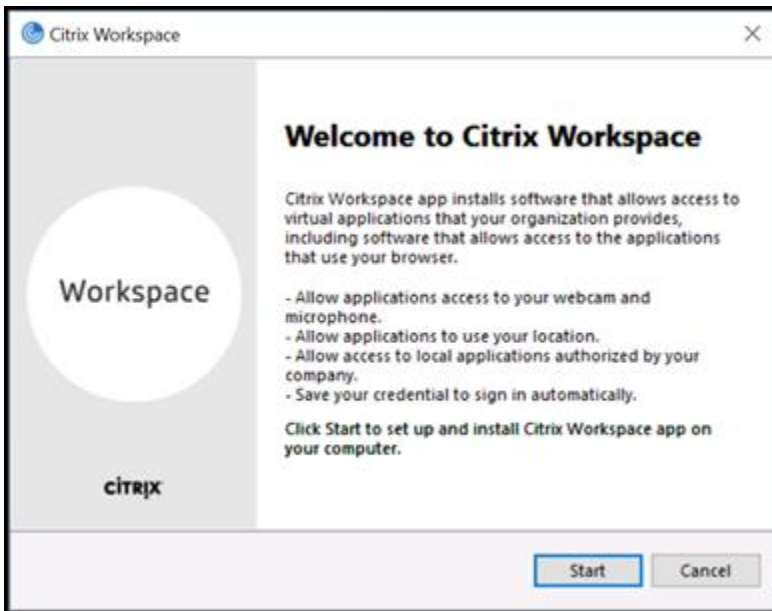 Citrix Workspace
Welcome to Citrix Workspace
Citrix Workspace app installs software that allows access to
virtual applications that your organization provides,
including software that allows access to the applications
that use your browser.
- Allow applications access to your webcam and
microphone.
- Allow applications to use your location.
- Allow access to local applications authorized by your
company.
- Save your credential to sign in automatically.
Click Start to set up and install Citrix Workspace app on
your computer.
Workspace
CİTRIX
Start
Cancel